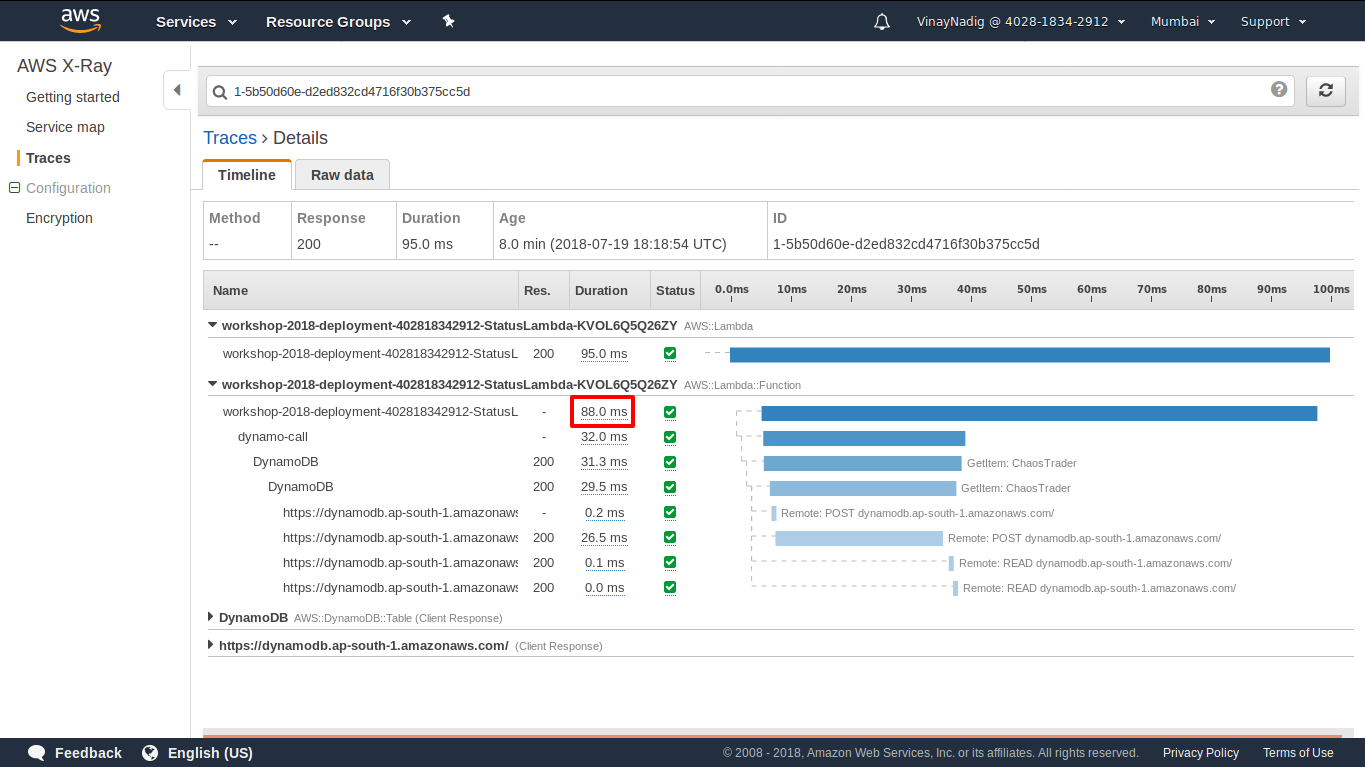 aws Services Resource Groups VinayNadig @ 4028-1834-2912 Mumbai Support
AWS X-Ray
Getting started
Service map
Traces
Configuration
Encryption
1-5b50d60e-d2ed832cd4716f30b375cc5d ?
Traces > Details
Timeline Raw data
Method Response Duration Age ID
-- 200 95.0 ms 8.0 min (2018-07-19 18:18:54 UTC) 1-5b50d60e-d2ed832cd4716f30b375cc5d
Name Res. Duration Status 0.0ms 10ms 20ms 30ms 40ms 50ms 60ms 70ms 80ms 90ms 100ms
workshop-2018-deployment-402818342912-StatusLambda-KVOL6Q5Q26ZY AWS::Lambda
workshop-2018-deployment-402818342912-StatusL 200 95.0 ms
workshop-2018-deployment-402818342912-StatusLambda-KVOL6Q5Q26ZY AWS::Lambda::Function
workshop-2018-deployment-402818342912-StatusL - 88.0 ms
dynamo-call - 32.0 ms
DynamoDB 200 31.3 ms GetItem: ChaosTrader
DynamoDB 200 29.5 ms GetItem: ChaosTrader
https://dynamodb.ap-south-1.amazonaws - 0.2 ms Remote: POST dynamodb.ap-south-1.amazonaws.com/
https://dynamodb.ap-south-1.amazonaws 200 26.5 ms Remote: POST dynamodb.ap-south-1.amazonaws.com/
https://dynamodb.ap-south-1.amazonaws 200 0.1 ms Remote: READ dynamodb.ap-south-1.amazonaws.com/
https://dynamodb.ap-south-1.amazonaws 200 0.0 ms Remote: READ dynamodb.ap-south-1.amazonaws.com/
DynamoDB AWS::DynamoDB::Table (Client Response)
https://dynamodb.ap-south-1.amazonaws.com/ (Client Response)
Feedback English (US) © 2008 - 2018, Amazon Web Services, Inc. or its affiliates. All rights reserved. Privacy Policy Terms of Use